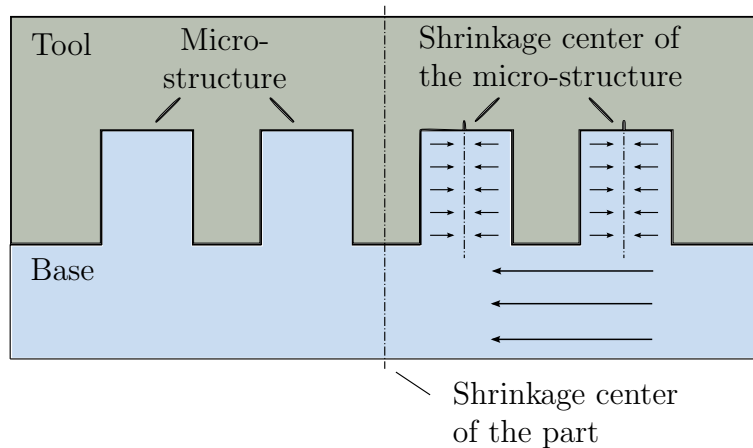 Tool
Micro-
structure
Shrinkage center of
the micro-structure
Base
Shrinkage center
of the part